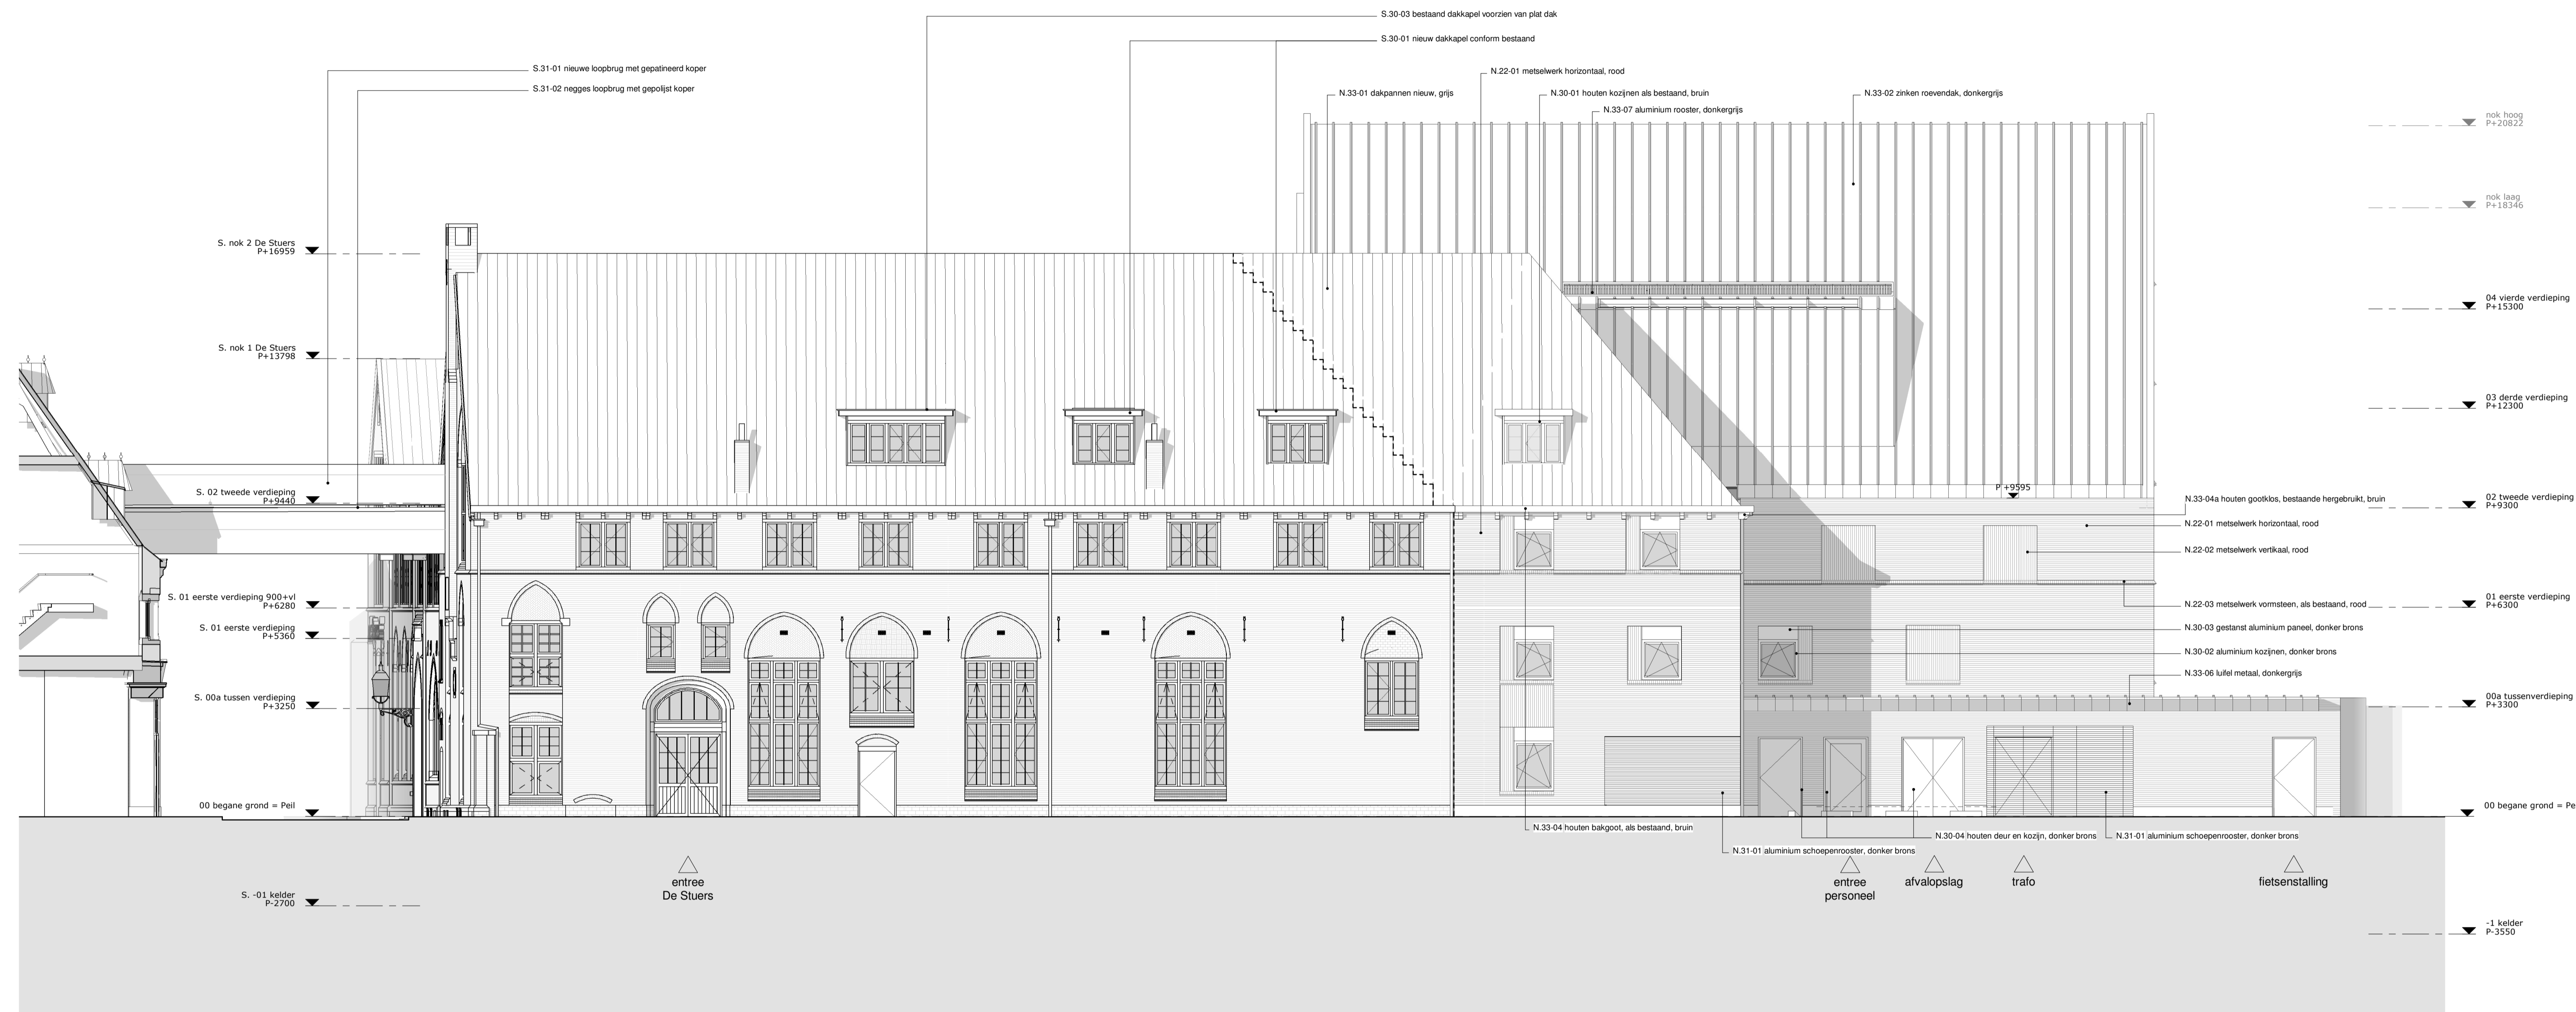 S.30-03 bestaand dakkapel voorzien van plat dak
S.30-01 nieuw dakkapel conform bestaand
S.31-01 nieuwe loopbrug met gepatineerd koper
S.31-02 negges loopbrug met gepolijst koper
N.22-01 metselwerk horizontaal, rood
N.33-01 dakpannen nieuw, grijs
N.30-01 houten kozijnen als bestaand, bruin
N.33-07 aluminium rooster, donkergrijs
N.33-02 zinken roevendak, donkergrijs
nok hoog
P+20822
nok laag
P+18346
S. nok 2 De Stuers
P+16959
04 vierde verdieping
P+15300
S. nok 1 De Stuers
P+13798
03 derde verdieping
P+12300
S. 02 tweede verdieping
P+9440
P +9595
N.33-04a houten gootklos, bestaande hergebruikt, bruin
02 tweede verdieping
P+9300
N.22-01 metselwerk horizontaal, rood
N.22-02 metselwerk vertikaal, rood
S. 01 eerste verdieping 900+vl
P+6280
N.22-03 metselwerk vormsteen, als bestaand, rood
01 eerste verdieping
P+6300
S. 01 eerste verdieping
P+5360
N.30-03 gestanst aluminium paneel, donker brons
N.30-02 aluminium kozijnen, donker brons
N.33-06 luifel metaal, donkergrijs
S. 00a tussen verdieping
P+3250
00a tussenverdieping
P+3300
00 begane grond = Peil
00 begane grond = Pe
N.33-04 houten bakgoot, als bestaand, bruin
N.30-04 houten deur en kozijn, donker brons
N.31-01 aluminium schoepenrooster, donker brons
N.31-01 aluminium schoepenrooster, donker brons
entree
De Stuers
entree
personeel
afvalopslag
trafo
fietsenstalling
S. -01 kelder
P-2700
-1 kelder
P-3550